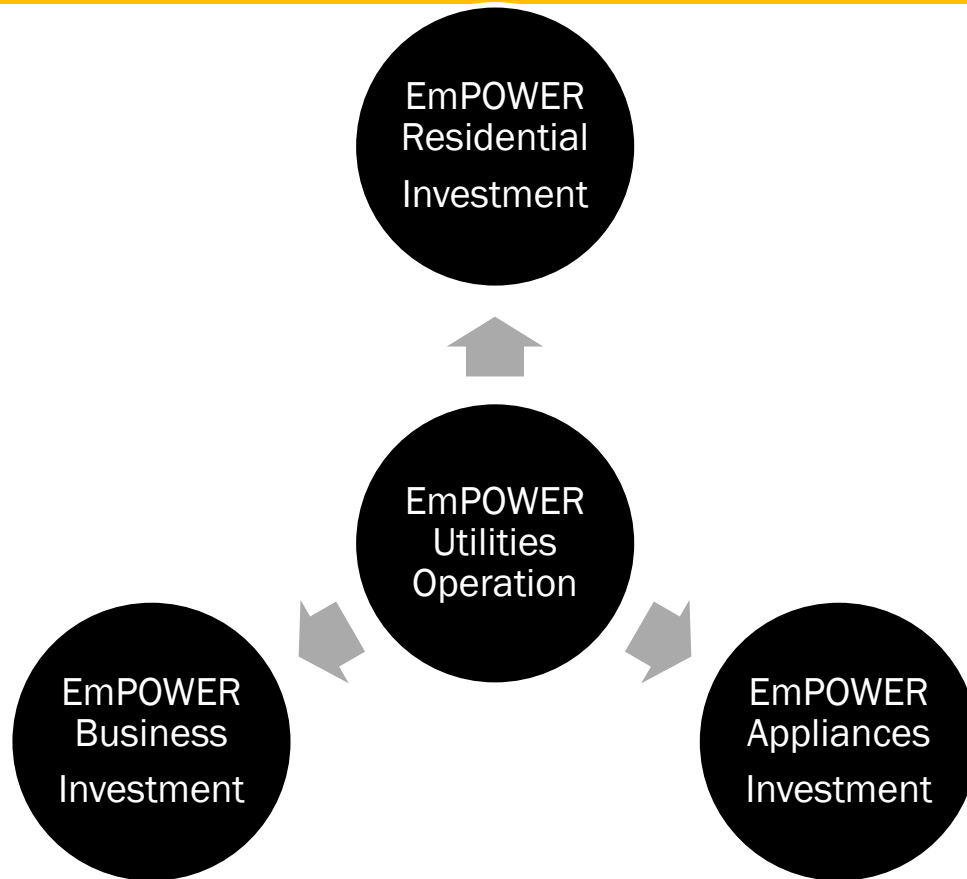 EmPOWER
Residential
Investment
EmPOWER
Utilities
Operation
EmPOWER
Business
Investment
EmPOWER
Appliances
Investment